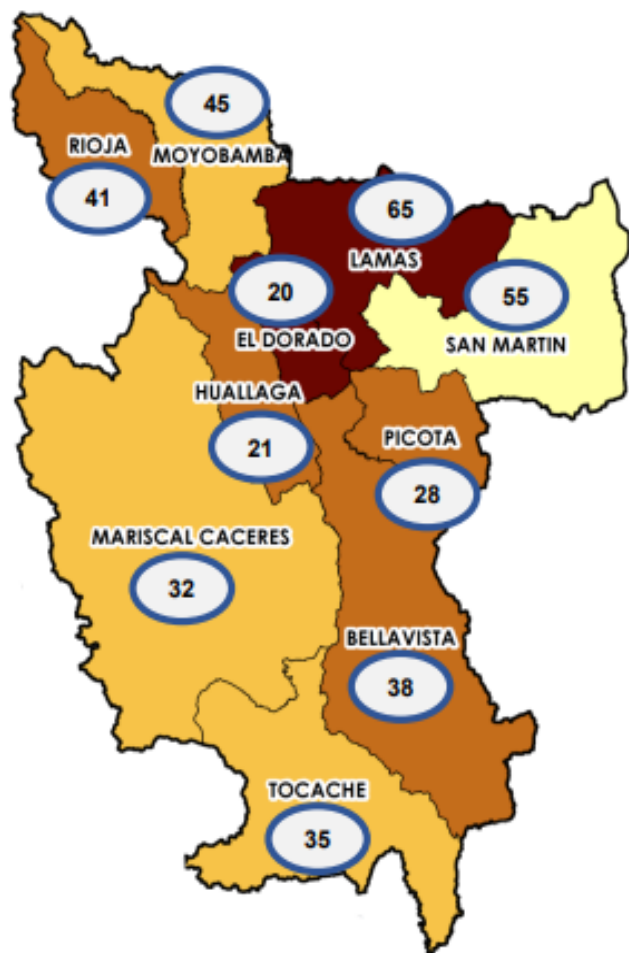 45
RIOJA
MOYOBAMBA
41
65
LAMAS
20
55
EL DORADO
SAN MARTIN
HUALLAGA
PICOTA
21
28
MARISCAL CACERES
32
BELLAVISTA
38
TOCACHE
35